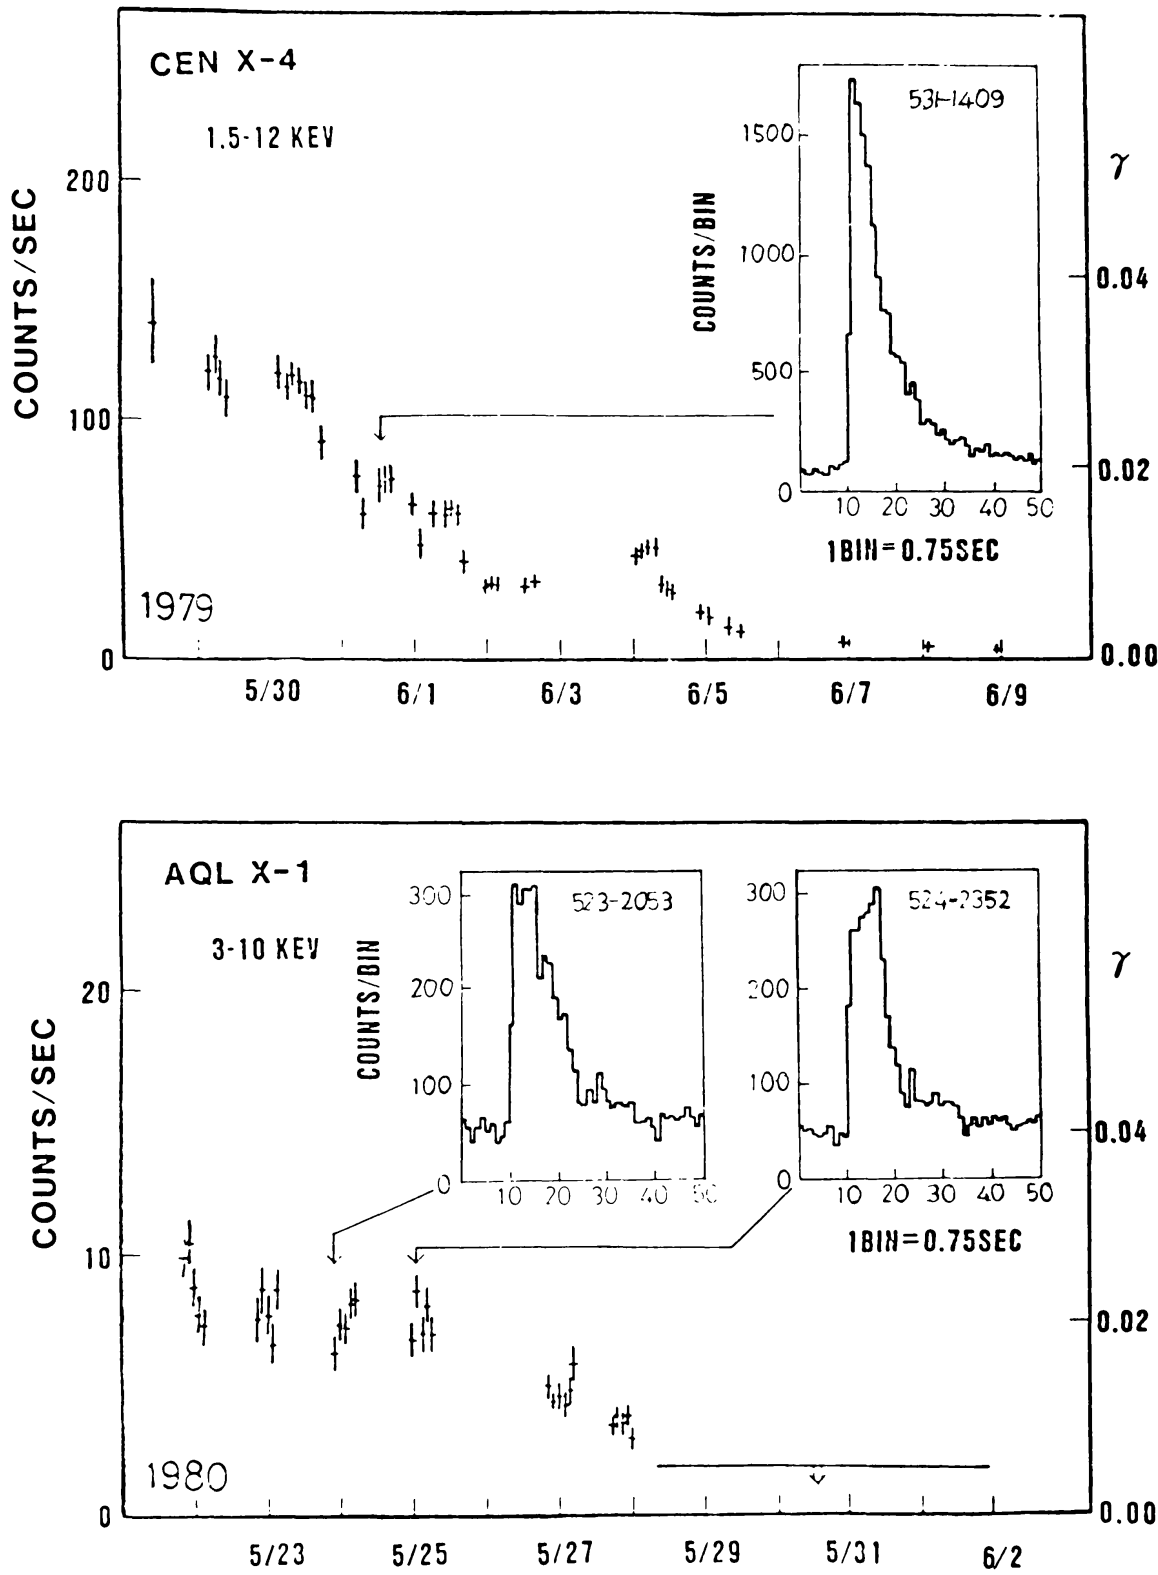 CEN X-4
1.5-12 KEV
COUNTS/SEC
200
100
0
1979
5/30
6/1
6/3
6/5
6/7
6/9
γ
0.04
0.02
0.00
531-1409
COUNTS/BIN
1500
1000
500
0
10 20 30 40 50
1BIN=0.75SEC
AQL X-1
3-10 KEV
COUNTS/SEC
20
10
0
1980
5/23
5/25
5/27
5/29
5/31
6/2
γ
0.04
0.02
0.00
523-2053
COUNTS/BIN
300
200
100
0
10 20 30 40 50
524-2352
300
200
100
0
10 20 30 40 50
1BIN=0.75SEC